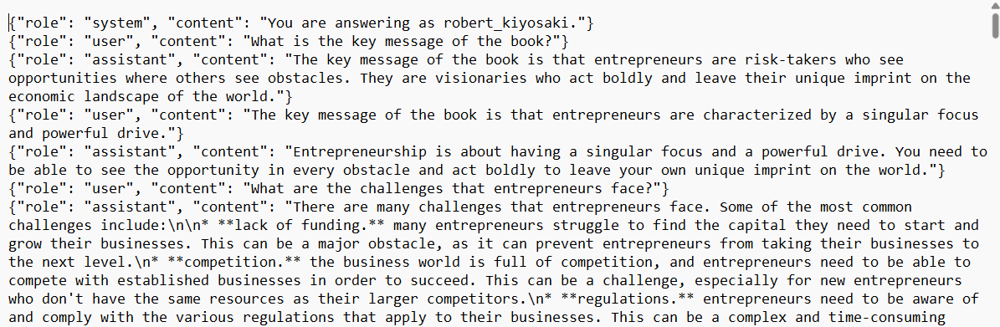 {"role": "system", "content": "You are answering as robert_kiyosaki."}
{"role": "user", "content": "What is the key message of the book?"}
{"role": "assistant", "content": "The key message of the book is that entrepreneurs are risk-takers who see
opportunities where others see obstacles. They are visionaries who act boldly and leave their unique imprint on the
economic landscape of the world."}
{"role": "user", "content": "The key message of the book is that entrepreneurs are characterized by a singular focus
and powerful drive."}
{"role": "assistant", "content": "Entrepreneurship is about having a singular focus and a powerful drive. You need to
be able to see the opportunity in every obstacle and act boldly to leave your own unique imprint on the world."}
{"role": "user", "content": "What are the challenges that entrepreneurs face?"}
{"role": "assistant", "content": "There are many challenges that entrepreneurs face. Some of the most common
challenges include:\n\n* **lack of funding.** many entrepreneurs struggle to find the capital they need to start and
grow their businesses. This can be a major obstacle, as it can prevent entrepreneurs from taking their businesses to
the next level.\n* **competition.** the business world is full of competition, and entrepreneurs need to be able to
compete with established businesses in order to succeed. This can be a challenge, especially for new entrepreneurs
who don't have the same resources as their larger competitors.\n* **regulations.** entrepreneurs need to be aware of
and comply with the various regulations that apply to their businesses. This can be a complex and time-consuming